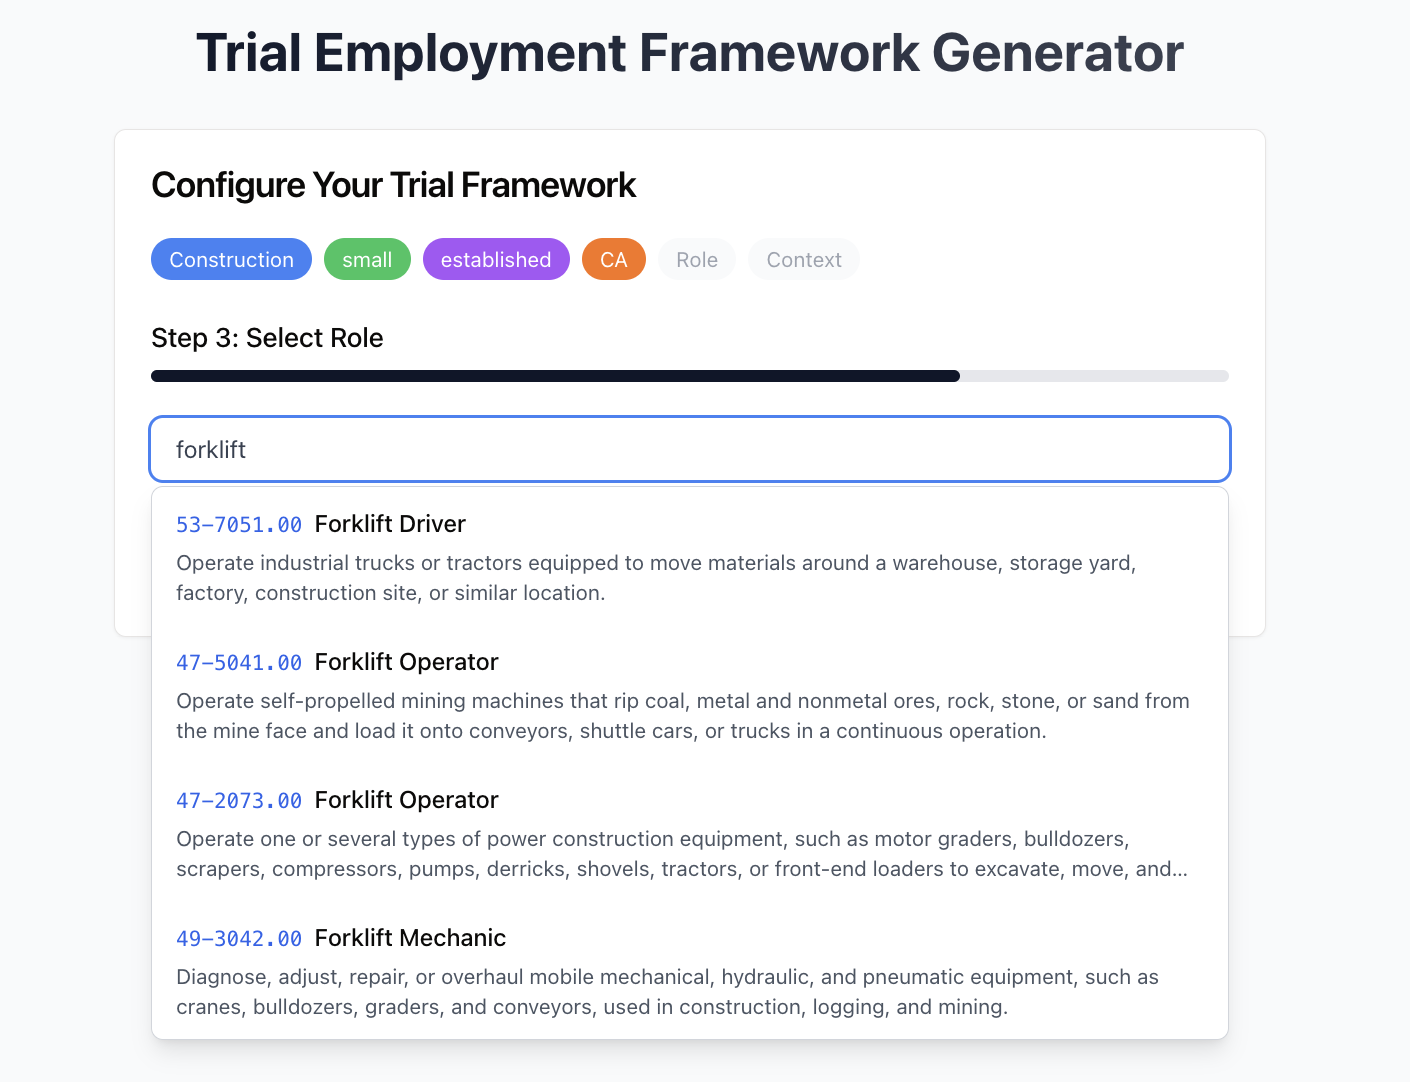 Trial Employment Framework Generator
Configure Your Trial Framework
Construction small established CA Role Context
Step 3: Select Role
forklift
53-7051.00 Forklift Driver
Operate industrial trucks or tractors equipped to move materials around a warehouse, storage yard,
factory, construction site, or similar location.
47-5041.00 Forklift Operator
Operate self-propelled mining machines that rip coal, metal and nonmetal ores, rock, stone, or sand from
the mine face and load it onto conveyors, shuttle cars, or trucks in a continuous operation.
47-2073.00 Forklift Operator
Operate one or several types of power construction equipment, such as motor graders, bulldozers,
scrapers, compressors, pumps, derricks, shovels, tractors, or front-end loaders to excavate, move, and...
49-3042.00 Forklift Mechanic
Diagnose, adjust, repair, or overhaul mobile mechanical, hydraulic, and pneumatic equipment, such as
cranes, bulldozers, graders, and conveyors, used in construction, logging, and mining.